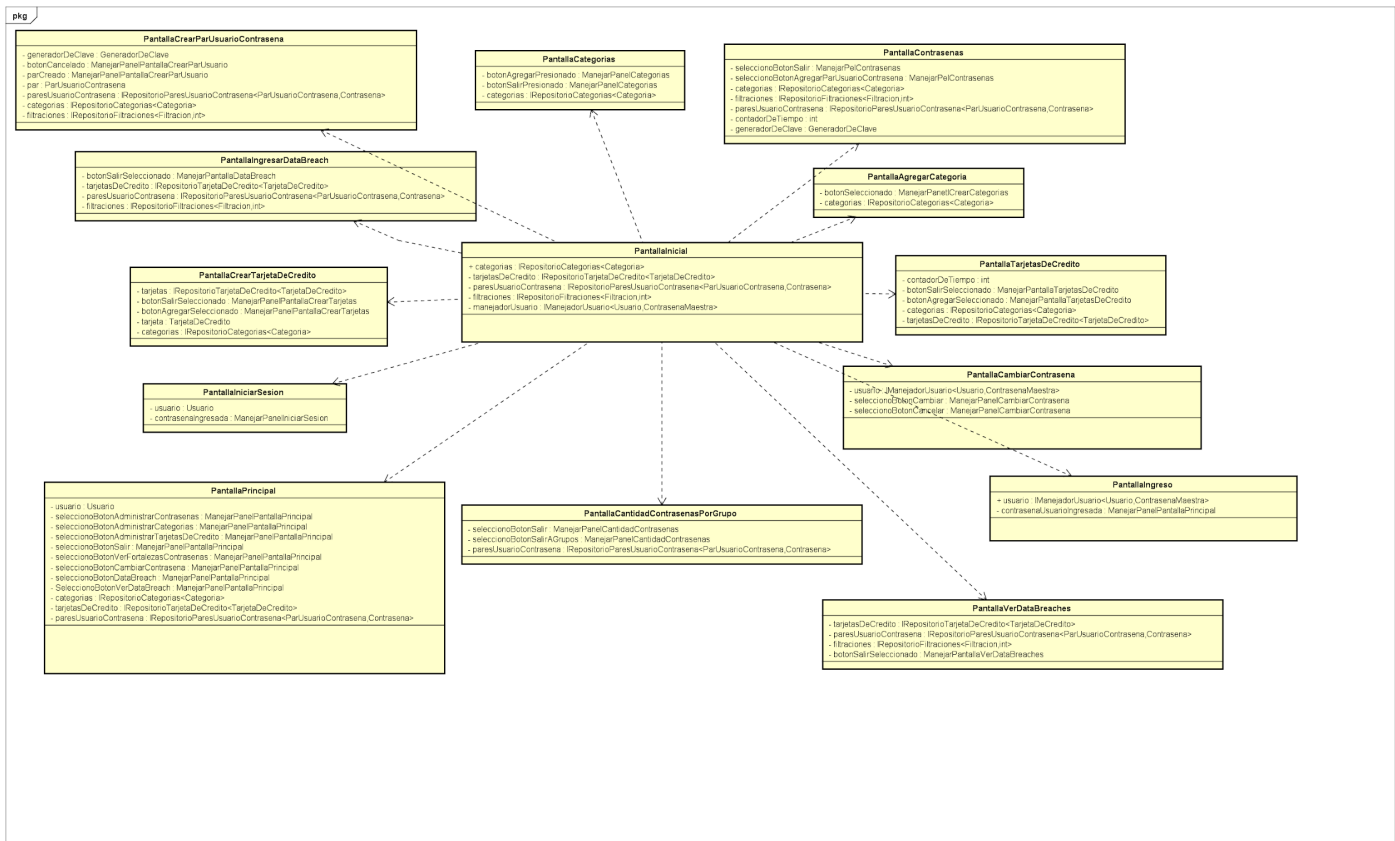 pkg
PantallaCrearParUsuarioContrasena
- generadorDeClave : GeneradorDeClave
- botonCancelado : ManejarPanelPantallaCrearParUsuario
- parCreado : ManejarPanelPantallaCrearParUsuario
- par : ParUsuarioContrasena
- paresUsuarioContrasena : IRepositorioParesUsuarioContrasena<ParUsuarioContrasena,Contrasena>
- categorias : IRepositorioCategorias<Categoria>
- filtraciones : IRepositorioFiltraciones<Filtracion,int>
PantallaCategorias
- botonAgregarPresionado : ManejarPanelCategorias
- botonSalirPresionado : ManejarPanelCategorias
- categorias : IRepositorioCategorias<Categoria>
PantallaContrasenas
- seleccionoBotonSalir : ManejarPelContrasenas
- seleccionoBotonAgregarParUsuarioContrasena : ManejarPelContrasenas
- categorias : IRepositorioCategorias<Categoria>
- filtraciones : IRepositorioFiltraciones<Filtracion,int>
- paresUsuarioContrasena : IRepositorioParesUsuarioContrasena<ParUsuarioContrasena,Contrasena>
- contadorDeTiempo : int
- generadorDeClave : GeneradorDeClave
PantallaIngresarDataBreach
- botonSalirSeleccionado : ManejarPantallaDataBreach
- tarjetasDeCredito : IRepositorioTarjetaDeCredito<TarjetaDeCredito>
- paresUsuarioContrasena : IRepositorioParesUsuarioContrasena<ParUsuarioContrasena,Contrasena>
- filtraciones : IRepositorioFiltraciones<Filtracion,int>
PantallaAgregarCategoria
- botonSeleccionado : ManejarPanetlCrearCategorias
- categorias : IRepositorioCategorias<Categoria>
PantallaInicial
+ categorias : IRepositorioCategorias<Categoria>
- tarjetasDeCredito : IRepositorioTarjetaDeCredito<TarjetaDeCredito>
- paresUsuarioContrasena : IRepositorioParesUsuarioContrasena<ParUsuarioContrasena,Contrasena>
- filtraciones : IRepositorioFiltraciones<Filtracion,int>
- manejadorUsuario : IManejadorUsuario<Usuario,ContrasenaMaestra>
PantallaCrearTarjetaDeCredito
- tarjetas : IRepositorioTarjetaDeCredito<TarjetaDeCredito>
- botonSalirSeleccionado : ManejarPanelPantallaCrearTarjetas
- botonAgregarSeleccionado : ManejarPanelPantallaCrearTarjetas
- tarjeta : TarjetaDeCredito
- categorias : IRepositorioCategorias<Categoria>
PantallaTarjetasDeCredito
- contadorDeTiempo : int
- botonSalirSeleccionado : ManejarPantallaTarjetasDeCredito
- botonAgregarSeleccionado : ManejarPantallaTarjetasDeCredito
- categorias : IRepositorioCategorias<Categoria>
- tarjetasDeCredito : IRepositorioTarjetaDeCredito<TarjetaDeCredito>
PantallaIniciarSesion
- usuario : Usuario
- contrasenaIngresada : ManejarPanelIniciarSesion
PantallaCambiarContrasena
- usuario : IManejadorUsuario<Usuario,ContrasenaMaestra>
- seleccionoBotonCambiar : ManejarPanelCambiarContrasena
- seleccionoBotonCancelar : ManejarPanelCambiarContrasena
PantallaIngreso
+ usuario : IManejadorUsuario<Usuario,ContrasenaMaestra>
- contrasenaUsuarioIngresada : ManejarPanelPantallaPrincipal
PantallaPrincipal
- usuario : Usuario
- seleccionoBotonAdministrarContrasenas : ManejarPanelPantallaPrincipal
- seleccionoBotonAdministrarCategorias : ManejarPanelPantallaPrincipal
- seleccionoBotonAdministrarTarjetasDeCredito : ManejarPanelPantallaPrincipal
- seleccionoBotonSalir : ManejarPanelPantallaPrincipal
- seleccionoBotonVerFortalezasContrasenas : ManejarPanelPantallaPrincipal
- seleccionoBotonCambiarContrasena : ManejarPanelPantallaPrincipal
- seleccionoBotonDataBreach : ManejarPanelPantallaPrincipal
- SeleccionoBotonVerDataBreach : ManejarPanelPantallaPrincipal
- categorias : IRepositorioCategorias<Categoria>
- tarjetasDeCredito : IRepositorioTarjetaDeCredito<TarjetaDeCredito>
- paresUsuarioContrasena : IRepositorioParesUsuarioContrasena<ParUsuarioContrasena,Contrasena>
PantallaCantidadContrasenasPorGrupo
- seleccionoBotonSalir : ManejarPanelCantidadContrasenas
- seleccionoBotonSalirAGrupos : ManejarPanelCantidadContrasenas
- paresUsuarioContrasena : IRepositorioParesUsuarioContrasena<ParUsuarioContrasena,Contrasena>
PantallaVerDataBreaches
- tarjetasDeCredito : IRepositorioTarjetaDeCredito<TarjetaDeCredito>
- paresUsuarioContrasena : IRepositorioParesUsuarioContrasena<ParUsuarioContrasena,Contrasena>
- filtraciones : IRepositorioFiltraciones<Filtracion,int>
- botonSalirSeleccionado : ManejarPantallaVerDataBreaches